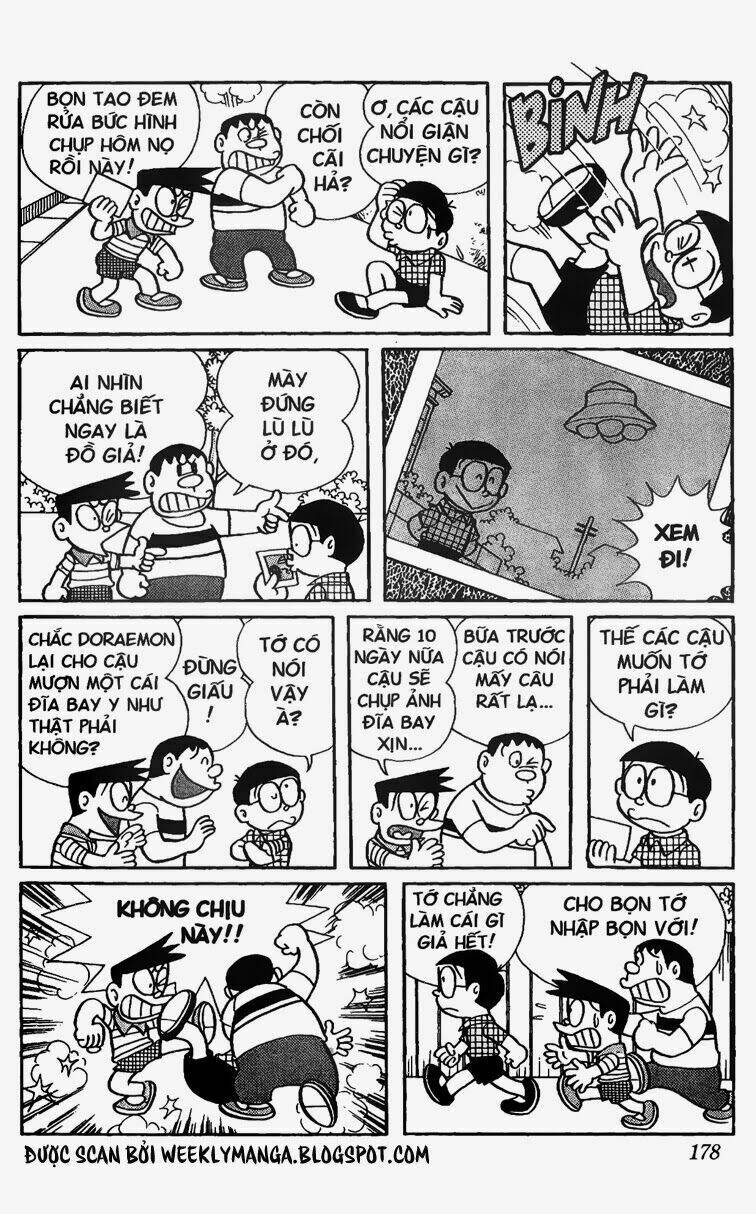 BINH
Ơ, CÁC CẬU
NỔI GIẬN
CHUYỆN GÌ?
CÒN
CHỐI
CÃI
HẢ?
BỌN TAO ĐEM
RỬA BỨC HÌNH
CHỤP HÔM NỌ
RỒI NÀY!
XEM
ĐI!
MÀY
ĐỨNG
LÙ LÙ
Ở ĐÓ,
AI NHÌN
CHẲNG BIẾT
NGAY LÀ
ĐỒ GIẢ!
THẾ CÁC CẬU
MUỐN TỚ
PHẢI LÀM
GÌ?
BỮA TRƯỚC
CẬU CÓ NÓI
MẤY CÂU
RẤT LẠ...
RẰNG 10
NGÀY NỮA
CẬU SẼ
CHỤP ẢNH
ĐĨA BAY
XỊN...
TỚ CÓ
NÓI
VẬY
À?
ĐỪNG
GIẤU
!
CHẮC DORAEMON
LẠI CHO CẬU
MƯỢN MỘT CÁI
ĐĨA BAY Y NHƯ
THẬT PHẢI
KHÔNG?
CHO BỌN TỚ
NHẬP BỌN VỚI!
TỚ CHẲNG
LÀM CÁI GÌ
GIẢ HẾT!
KHÔNG CHỊU
NÀY!!
ĐƯỢC SCAN BỞI WEEKLYMANGA.BLOGSPOT.COM
178